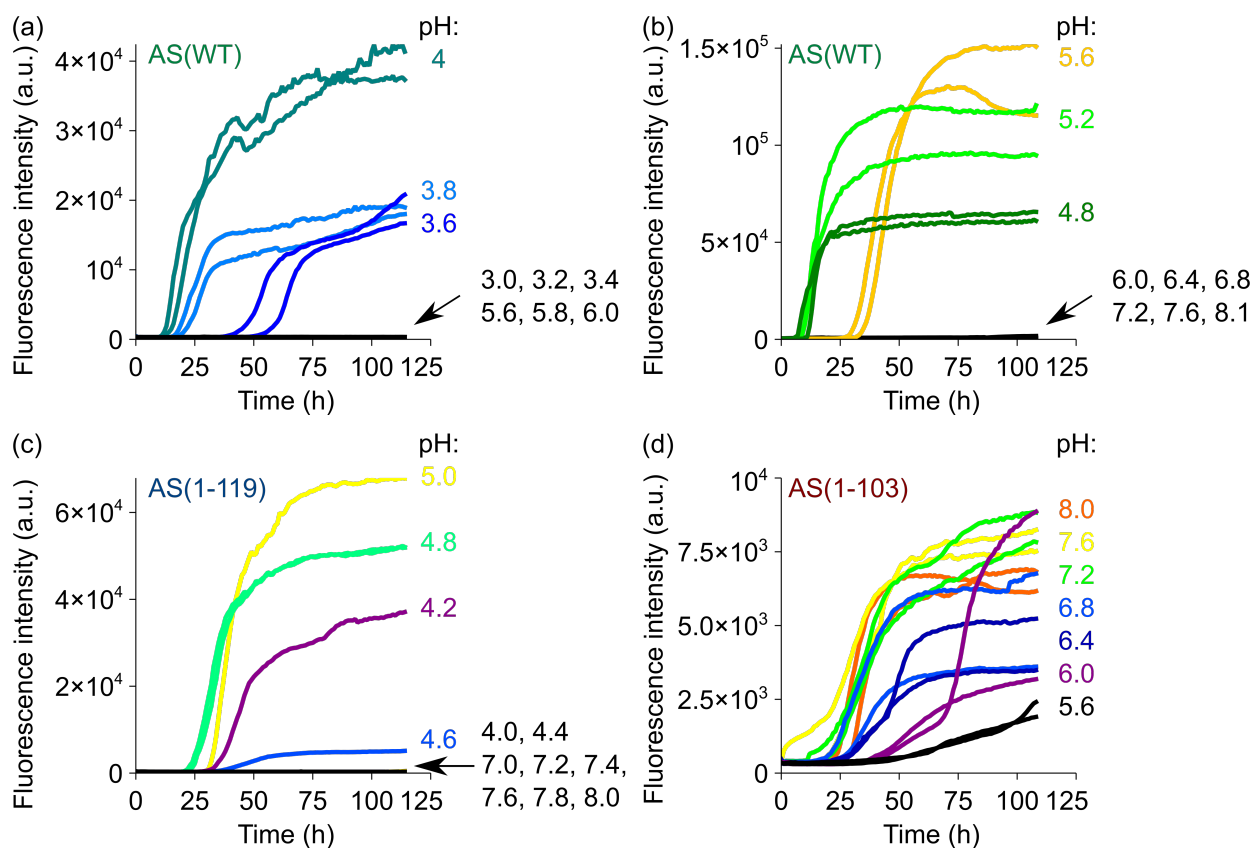 (a)
pH:
AS(WT)
4
3.8
3.6
3.0, 3.2, 3.4
5.6, 5.8, 6.0
4×10⁴
3×10⁴
2×10⁴
10⁴
0
0 25 50 75 100 125
Time (h)
Fluorescence intensity (a.u.)
(b)
pH:
AS(WT)
5.6
5.2
4.8
6.0, 6.4, 6.8
7.2, 7.6, 8.1
1.5×10⁵
10⁵
5×10⁴
0
0 25 50 75 100 125
Time (h)
Fluorescence intensity (a.u.)
(c)
pH:
AS(1-119)
5.0
4.8
4.2
4.6
4.0, 4.4
7.0, 7.2, 7.4,
7.6, 7.8, 8.0
6×10⁴
4×10⁴
2×10⁴
0
0 25 50 75 100 125
Time (h)
Fluorescence intensity (a.u.)
(d)
pH:
AS(1-103)
8.0
7.6
7.2
6.8
6.4
6.0
5.6
10⁴
7.5×10³
5.0×10³
2.5×10³
0
0 25 50 75 100 125
Time (h)
Fluorescence intensity (a.u.)